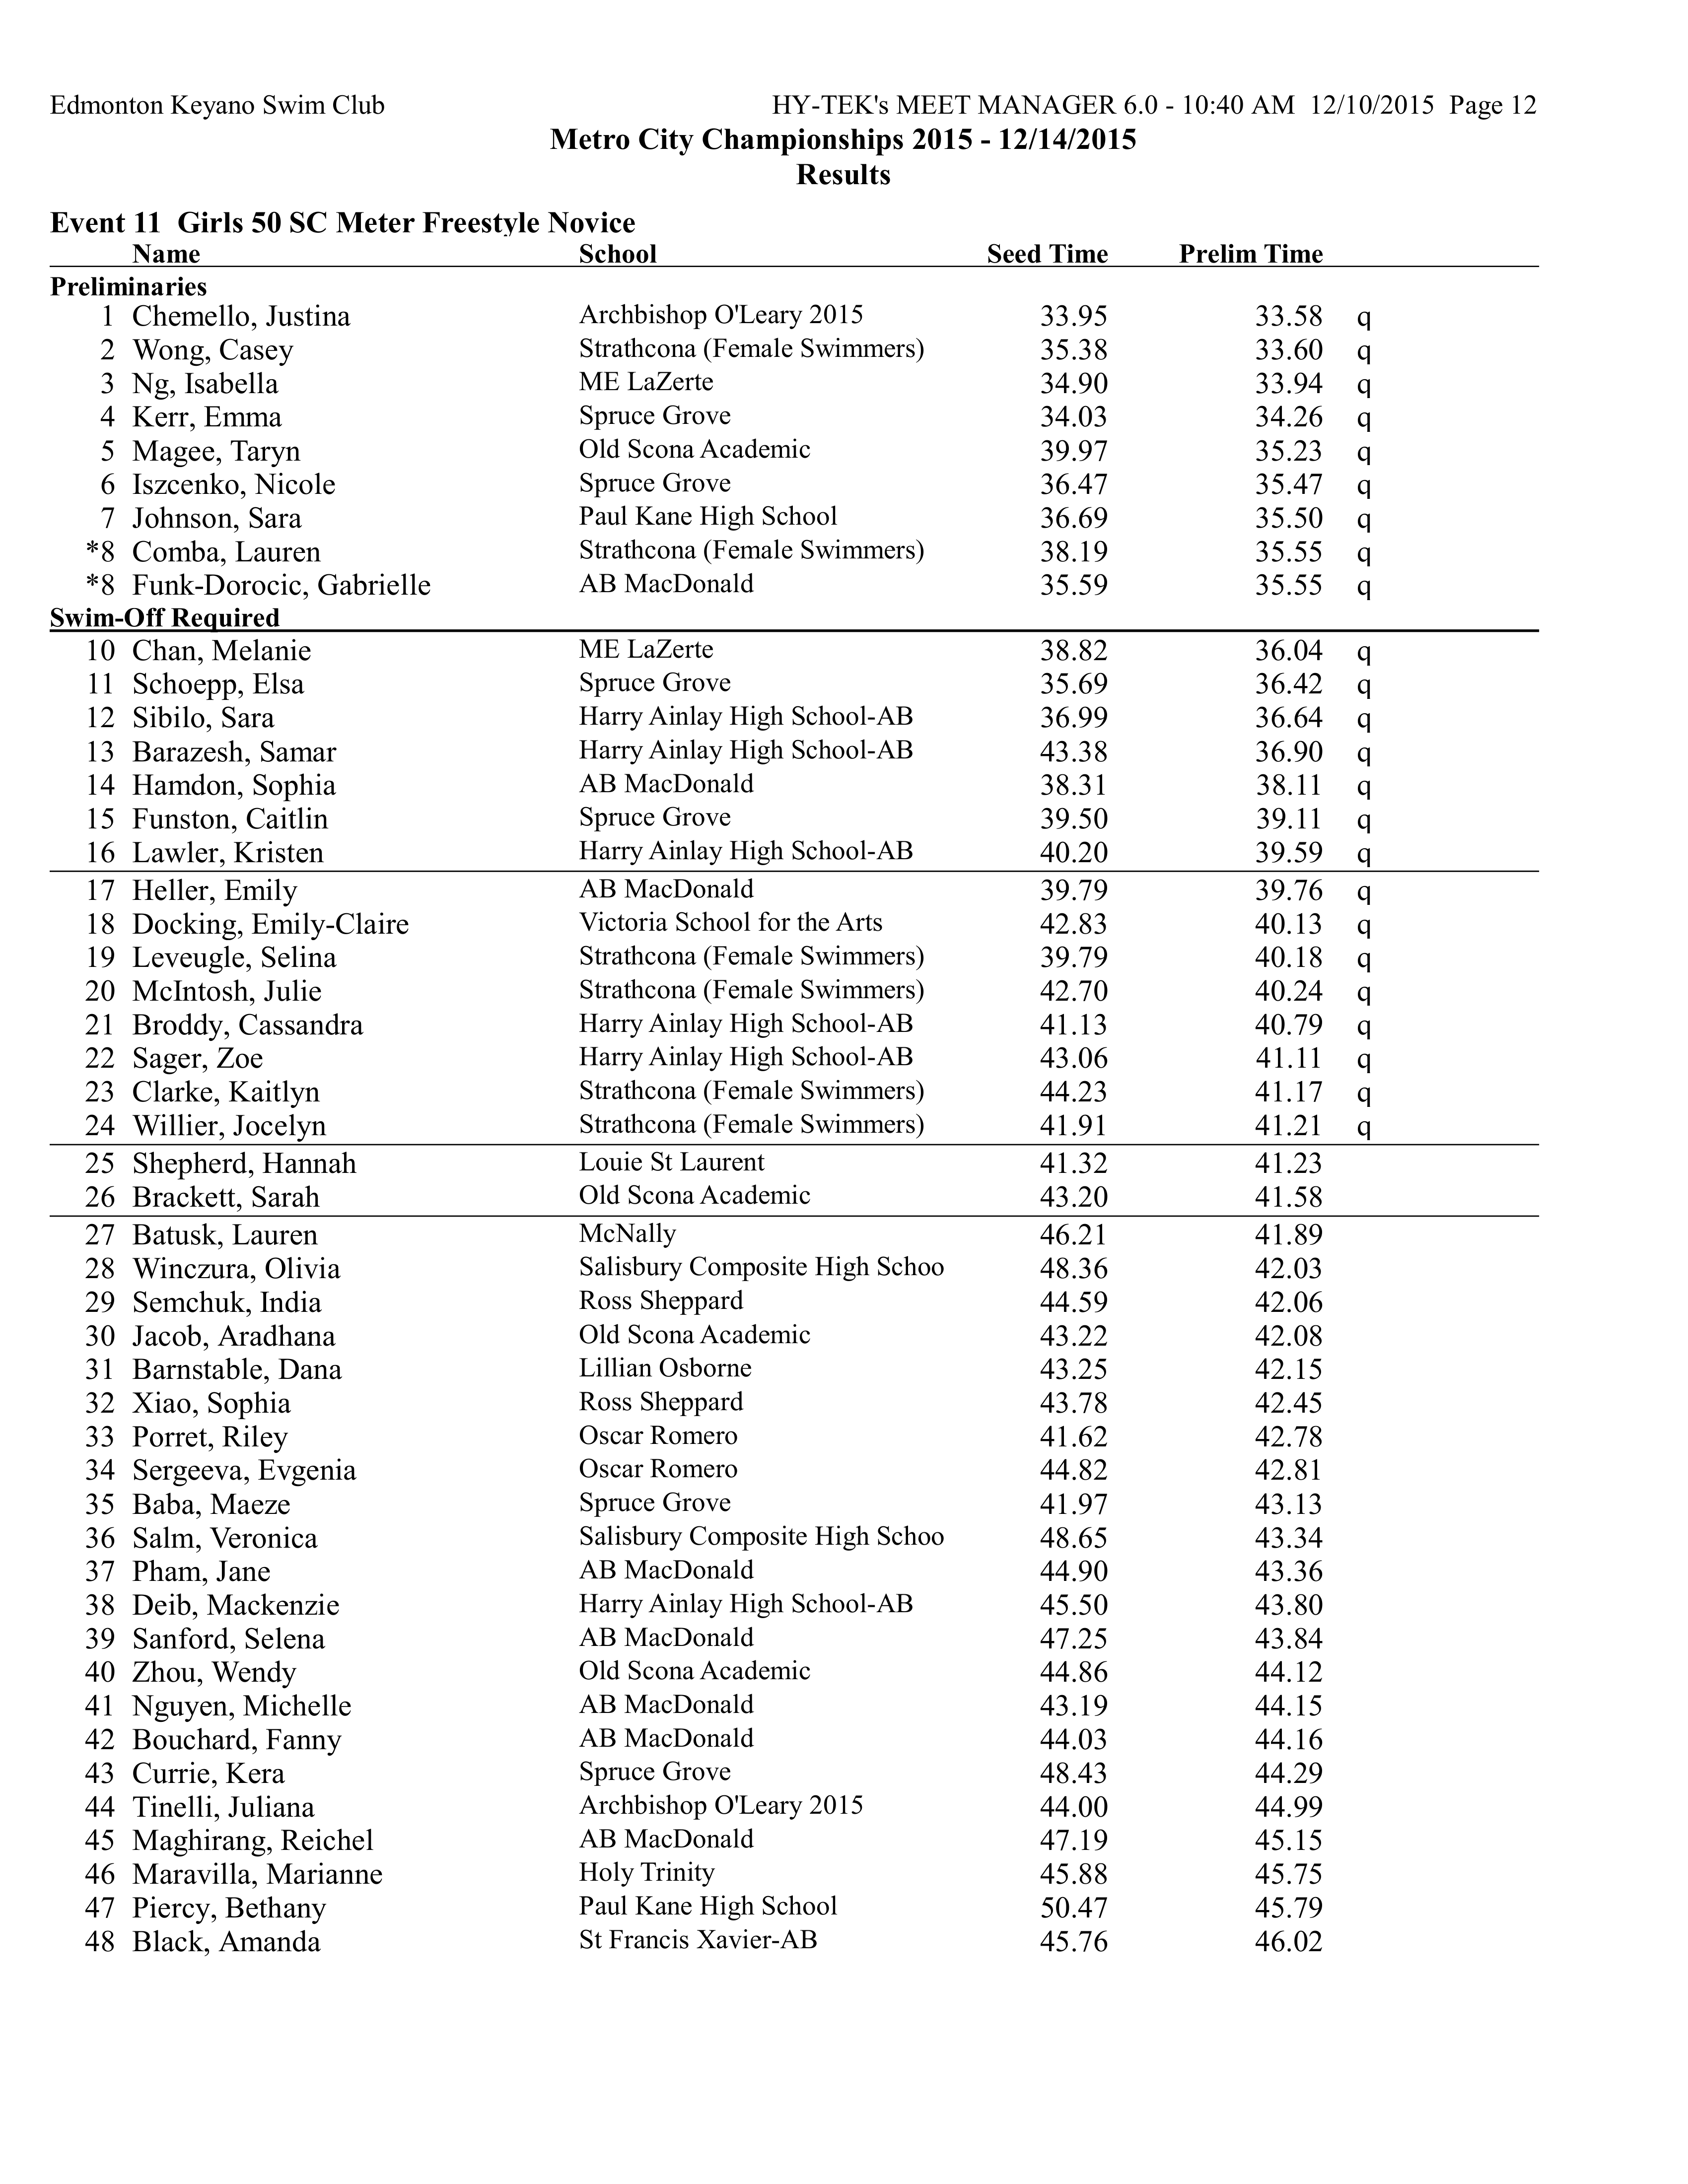 Edmonton Keyano Swim Club HY-TEK's MEET MANAGER 6.0 - 10:40 AM 12/10/2015 Page 12
Metro City Championships 2015 - 12/14/2015
Results
Event 11 Girls 50 SC Meter Freestyle Novice
Name School Seed Time Prelim Time
Preliminaries
1 Chemello, Justina Archbishop O'Leary 2015 33.95 33.58 q
2 Wong, Casey Strathcona (Female Swimmers) 35.38 33.60 q
3 Ng, Isabella ME LaZerte 34.90 33.94 q
4 Kerr, Emma Spruce Grove 34.03 34.26 q
5 Magee, Taryn Old Scona Academic 39.97 35.23 q
6 Iszcenko, Nicole Spruce Grove 36.47 35.47 q
7 Johnson, Sara Paul Kane High School 36.69 35.50 q
*8 Comba, Lauren Strathcona (Female Swimmers) 38.19 35.55 q
*8 Funk-Dorocic, Gabrielle AB MacDonald 35.59 35.55 q
Swim-Off Required
10 Chan, Melanie ME LaZerte 38.82 36.04 q
11 Schoepp, Elsa Spruce Grove 35.69 36.42 q
12 Sibilo, Sara Harry Ainlay High School-AB 36.99 36.64 q
13 Barazesh, Samar Harry Ainlay High School-AB 43.38 36.90 q
14 Hamdon, Sophia AB MacDonald 38.31 38.11 q
15 Funston, Caitlin Spruce Grove 39.50 39.11 q
16 Lawler, Kristen Harry Ainlay High School-AB 40.20 39.59 q
17 Heller, Emily AB MacDonald 39.79 39.76 q
18 Docking, Emily-Claire Victoria School for the Arts 42.83 40.13 q
19 Leveugle, Selina Strathcona (Female Swimmers) 39.79 40.18 q
20 McIntosh, Julie Strathcona (Female Swimmers) 42.70 40.24 q
21 Broddy, Cassandra Harry Ainlay High School-AB 41.13 40.79 q
22 Sager, Zoe Harry Ainlay High School-AB 43.06 41.11 q
23 Clarke, Kaitlyn Strathcona (Female Swimmers) 44.23 41.17 q
24 Willier, Jocelyn Strathcona (Female Swimmers) 41.91 41.21 q
25 Shepherd, Hannah Louie St Laurent 41.32 41.23
26 Brackett, Sarah Old Scona Academic 43.20 41.58
27 Batusk, Lauren McNally 46.21 41.89
28 Winczura, Olivia Salisbury Composite High Schoo 48.36 42.03
29 Semchuk, India Ross Sheppard 44.59 42.06
30 Jacob, Aradhana Old Scona Academic 43.22 42.08
31 Barnstable, Dana Lillian Osborne 43.25 42.15
32 Xiao, Sophia Ross Sheppard 43.78 42.45
33 Porret, Riley Oscar Romero 41.62 42.78
34 Sergeeva, Evgenia Oscar Romero 44.82 42.81
35 Baba, Maeze Spruce Grove 41.97 43.13
36 Salm, Veronica Salisbury Composite High Schoo 48.65 43.34
37 Pham, Jane AB MacDonald 44.90 43.36
38 Deib, Mackenzie Harry Ainlay High School-AB 45.50 43.80
39 Sanford, Selena AB MacDonald 47.25 43.84
40 Zhou, Wendy Old Scona Academic 44.86 44.12
41 Nguyen, Michelle AB MacDonald 43.19 44.15
42 Bouchard, Fanny AB MacDonald 44.03 44.16
43 Currie, Kera Spruce Grove 48.43 44.29
44 Tinelli, Juliana Archbishop O'Leary 2015 44.00 44.99
45 Maghirang, Reichel AB MacDonald 47.19 45.15
46 Maravilla, Marianne Holy Trinity 45.88 45.75
47 Piercy, Bethany Paul Kane High School 50.47 45.79
48 Black, Amanda St Francis Xavier-AB 45.76 46.02